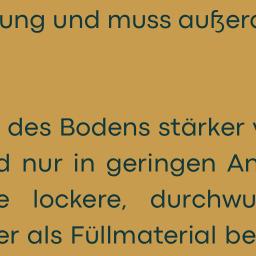 ung und muss außer
des Bodens stärker
nur in geringen An
lockere, durchwu
er als Füllmaterial be